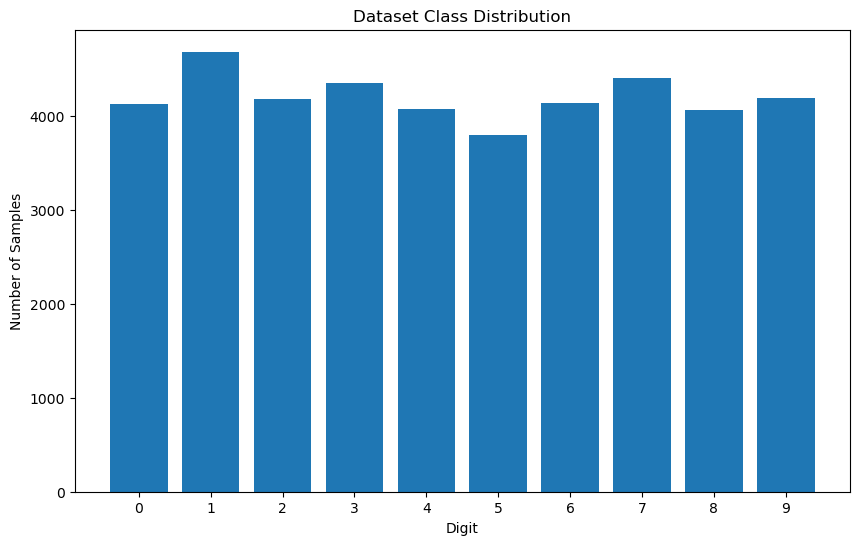 Dataset Class Distribution
Number of Samples
4000
3000
2000
1000
0
0 1 2 3 4 5 6 7 8 9
Digit